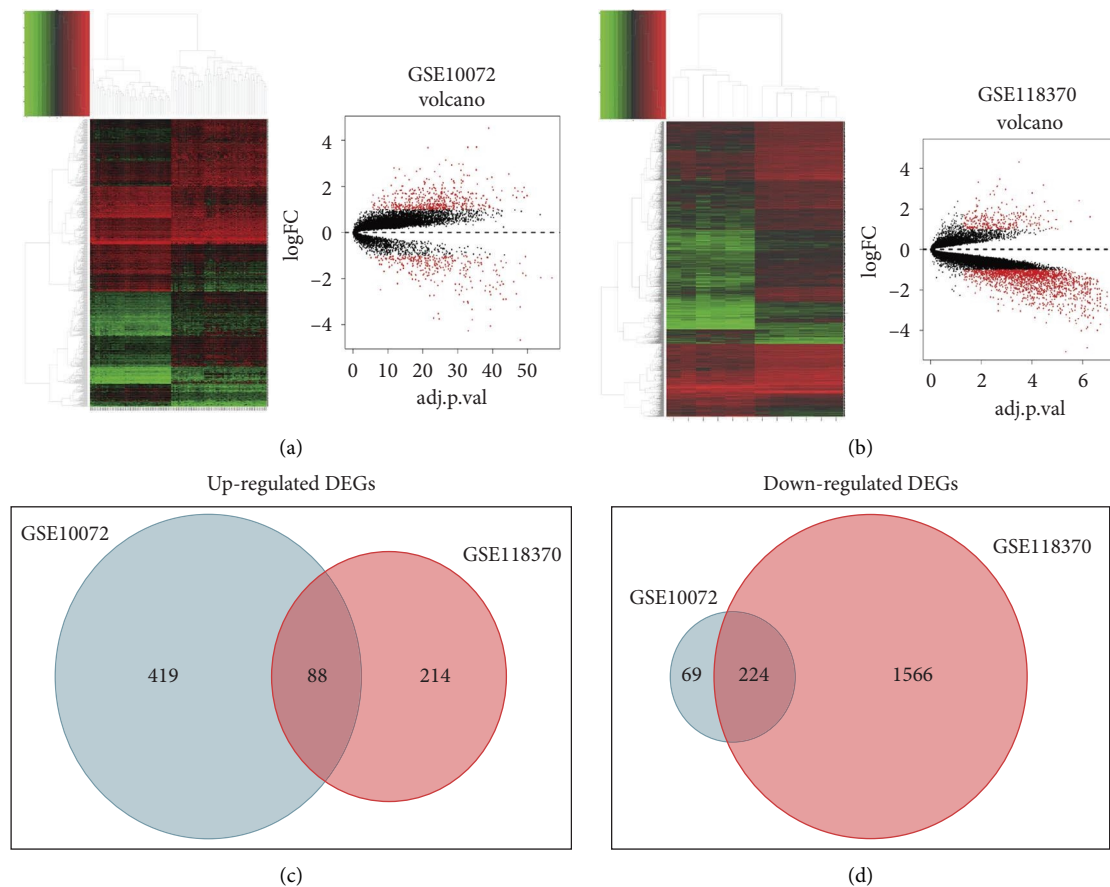 GSE10072
volcano
logFC
4
2
0
−2
−4
0 10 20 30 40 50
adj.p.val
(a)
GSE118370
volcano
logFC
4
2
0
−2
−4
0 2 4 6
adj.p.val
(b)
Up-regulated DEGs
GSE10072
GSE118370
419 88 214
(c)
Down-regulated DEGs
GSE118370
GSE10072
69 224 1566
(d)